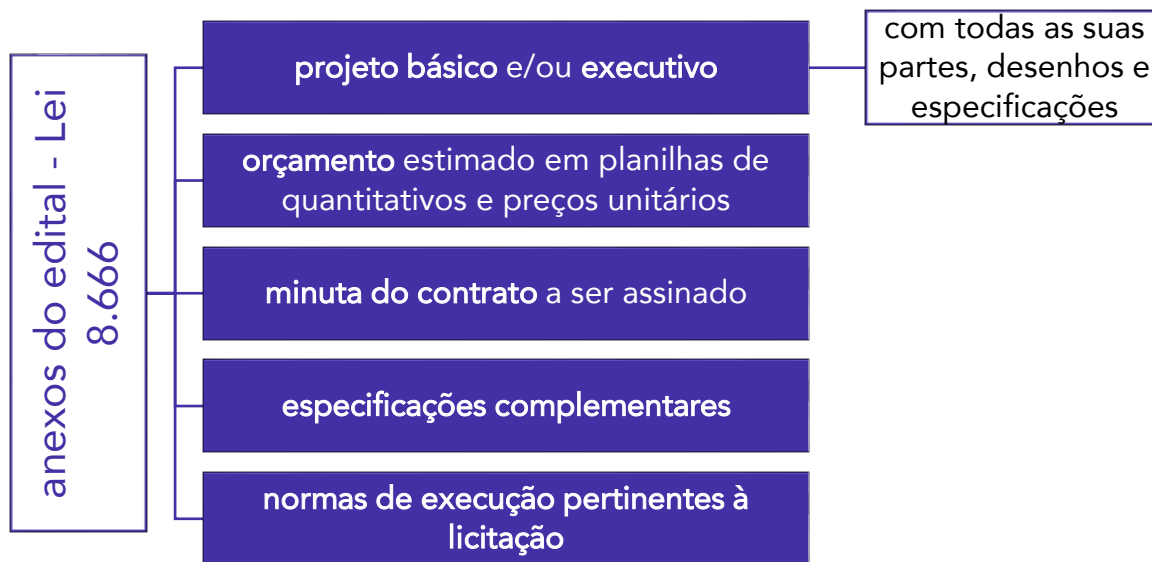 anexos do edital - Lei
8.666
projeto básico e/ou executivo
com todas as suas
partes, desenhos e
especificações
orçamento estimado em planilhas de
quantitativos e preços unitários
minuta do contrato a ser assinado
especificações complementares
normas de execução pertinentes à
licitação